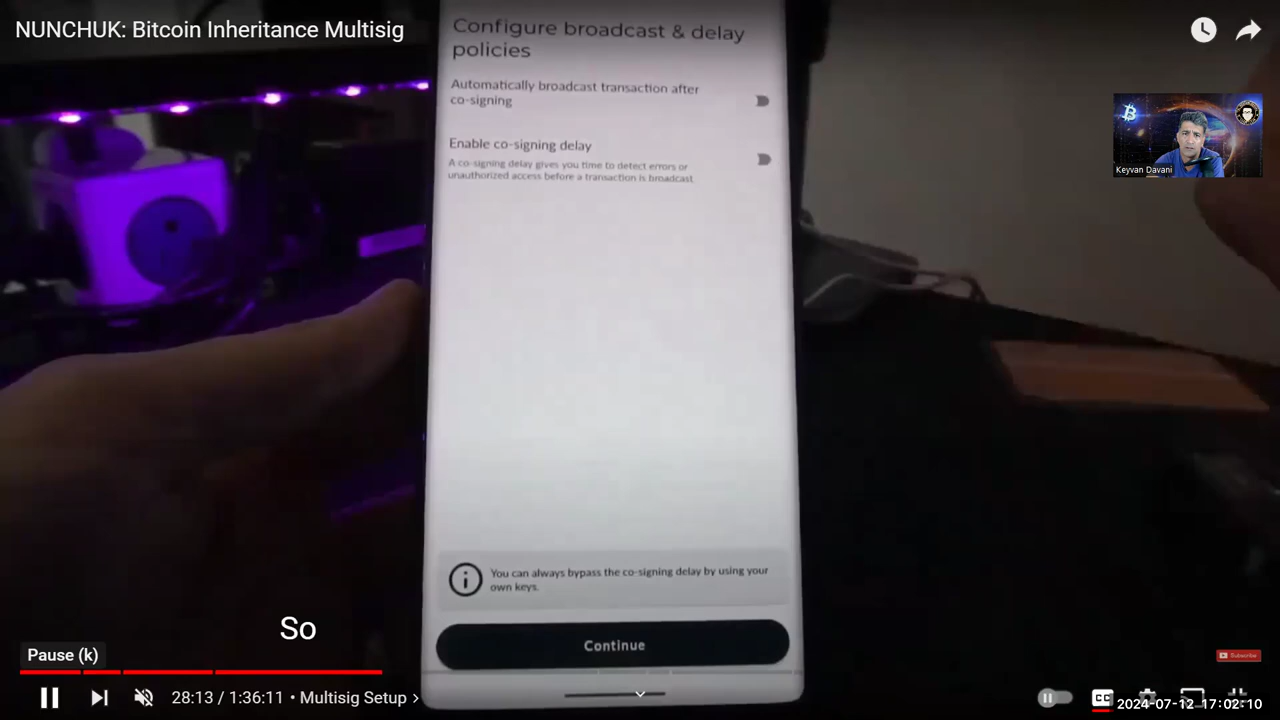 NUNCHUK: Bitcoin Inheritance Multisig
Configure broadcast & delay
policies
Automatically broadcast transaction after
co-signing
Enable co-signing delay
A co-signing delay gives you time to detect errors or
unauthorized access before a transaction is broadcast.
Keyvan Davani
You can always bypass the co-signing delay by using your
own keys.
So
Continue
Pause (k)
Subscribe
28:13 / 1:36:11 • Multisig Setup
CC
2024-07-12 17:02:10